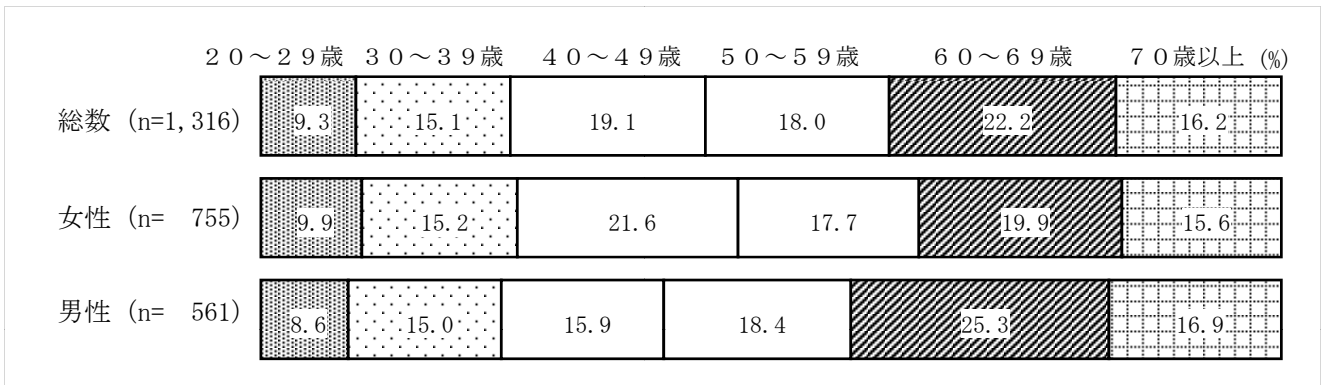 ２０～２９歳 ３０～３９歳 ４０～４９歳 ５０～５９歳 ６０～６９歳 ７０歳以上 (%)
総数 (n=1,316) 9.3 15.1 19.1 18.0 22.2 16.2
女性 (n= 755) 9.9 15.2 21.6 17.7 19.9 15.6
男性 (n= 561) 8.6 15.0 15.9 18.4 25.3 16.9